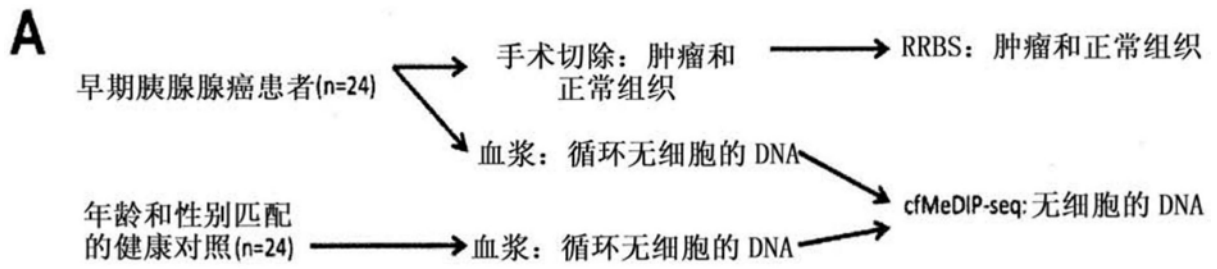 A
早期胰腺腺癌患者(n=24)
手术切除：肿瘤和
正常组织
RRBS：肿瘤和正常组织
血浆：循环无细胞的 DNA
年龄和性别匹配
的健康对照(n=24)
血浆：循环无细胞的 DNA
cfMeDIP-seq:无细胞的 DNA